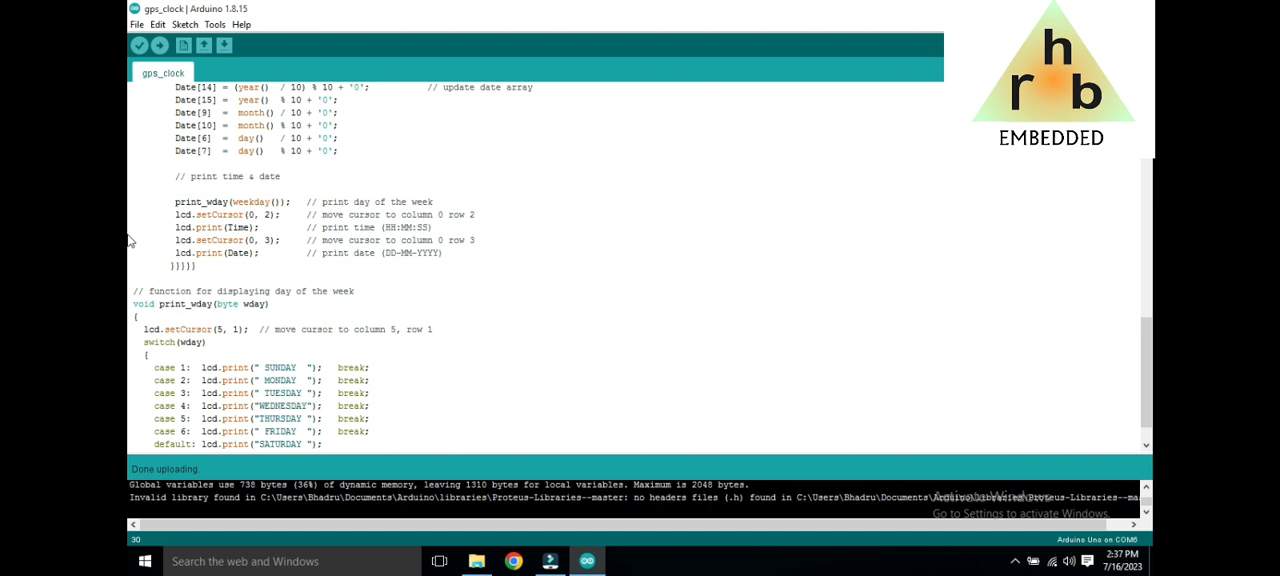 gps_clock | Arduino 1.8.15
File Edit Sketch Tools Help
h
r b
EMBEDDED
gps_clock
Date[14] = (year() / 10) % 10 + '0'; // update date array
Date[15] = year() % 10 + '0';
Date[9] = month() / 10 + '0';
Date[10] = month() % 10 + '0';
Date[6] = day() / 10 + '0';
Date[7] = day() % 10 + '0';
// print time & date
print_wday(weekday()); // print day of the week
lcd.setCursor(0, 2); // move cursor to column 0 row 2
lcd.print(Time); // print time (HH:MM:SS)
lcd.setCursor(0, 3); // move cursor to column 0 row 3
lcd.print(Date); // print date (DD-MM-YYYY)
}}}}}
// function for displaying day of the week
void print_wday(byte wday)
{
lcd.setCursor(5, 1); // move cursor to column 5, row 1
switch(wday)
{
case 1: lcd.print(" SUNDAY "); break;
case 2: lcd.print(" MONDAY "); break;
case 3: lcd.print(" TUESDAY "); break;
case 4: lcd.print("WEDNESDAY"); break;
case 5: lcd.print("THURSDAY "); break;
case 6: lcd.print(" FRIDAY "); break;
default: lcd.print("SATURDAY ");
Done uploading.
Global variables use 738 bytes (36%) of dynamic memory, leaving 1310 bytes for local variables. Maximum is 2048 bytes.
Invalid library found in C:\Users\Bhadru\Documents\Arduino\libraries\Proteus-Libraries--master: no headers files (.h) found in C:\Users\Bhadru\Documents\Arduino\libraries\Proteus-Libraries--ma
Activate Windows
Go to Settings to activate Windows.
30
Arduino Uno on COM6
Search the web and Windows
2:37 PM
7/16/2023